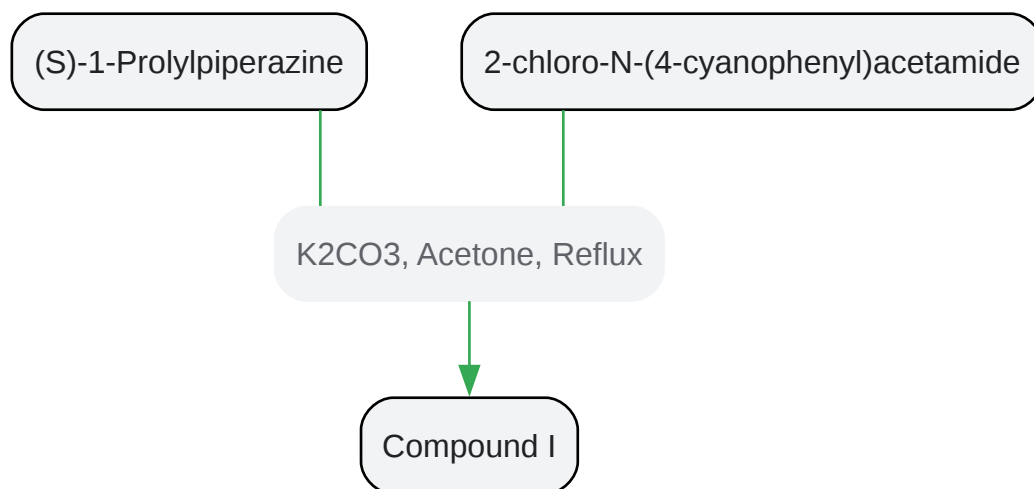 (S)-1-Prolylpiperazine
2-chloro-N-(4-cyanophenyl)acetamide
K2CO3, Acetone, Reflux
Compound I